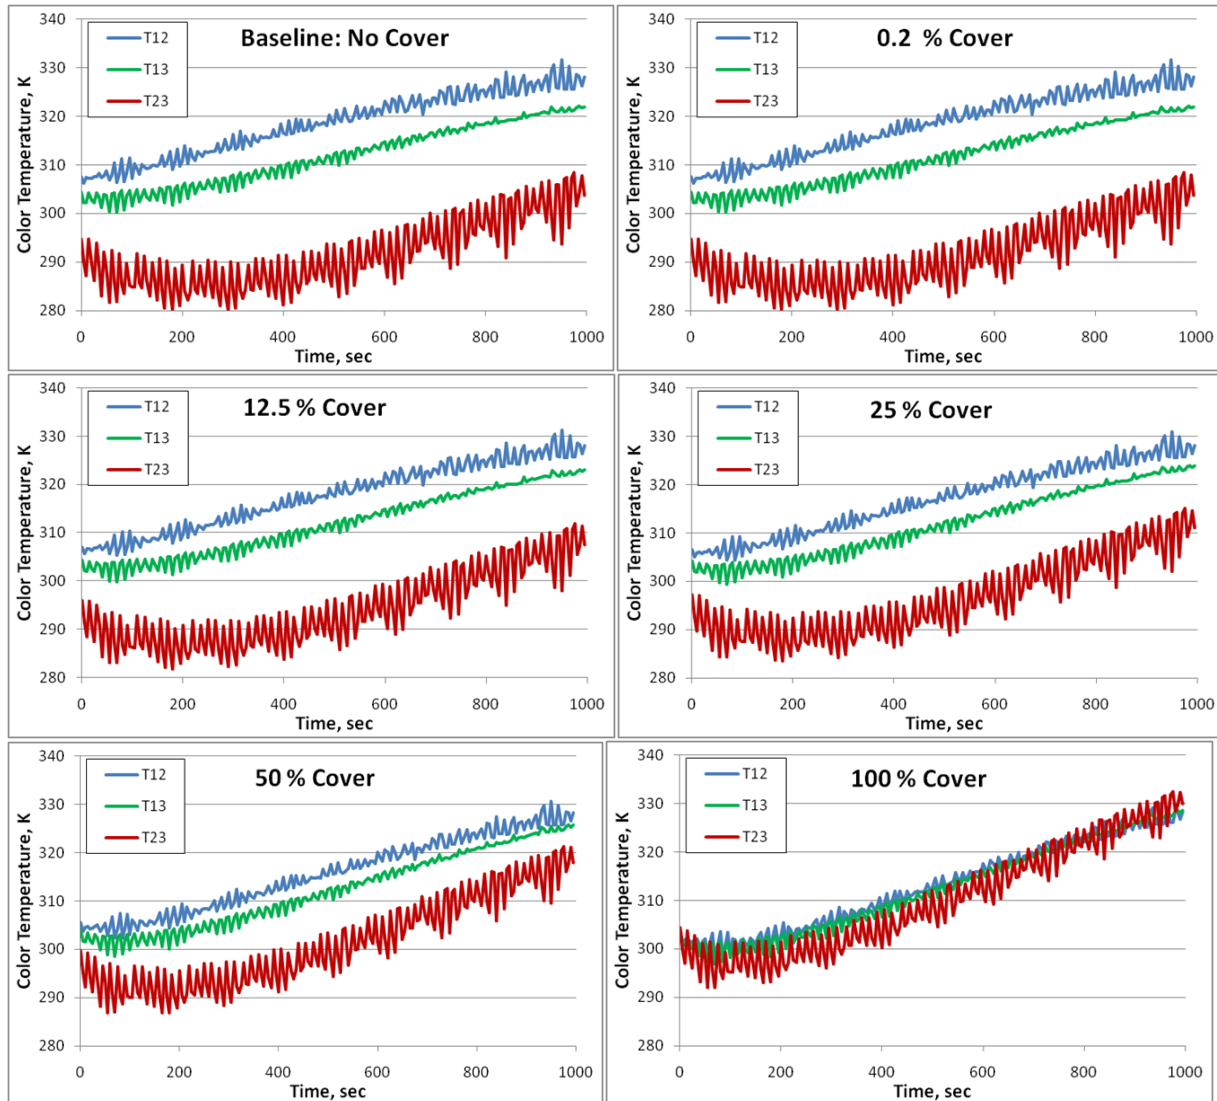 Baseline: No Cover
T12
T13
T23
Color Temperature, K
340
330
320
310
300
290
280
0 200 400 600 800 1000
Time, sec
0.2 % Cover
T12
T13
T23
Color Temperature, K
340
330
320
310
300
290
280
0 200 400 600 800 1000
Time, sec
12.5 % Cover
T12
T13
T23
Color Temperature, K
340
330
320
310
300
290
280
0 200 400 600 800 1000
Time, sec
25 % Cover
T12
T13
T23
Color Temperature, K
340
330
320
310
300
290
280
0 200 400 600 800 1000
Time, sec
50 % Cover
T12
T13
T23
Color Temperature, K
340
330
320
310
300
290
280
0 200 400 600 800 1000
Time, sec
100 % Cover
T12
T13
T23
Color Temperature, K
340
330
320
310
300
290
280
0 200 400 600 800 1000
Time, sec